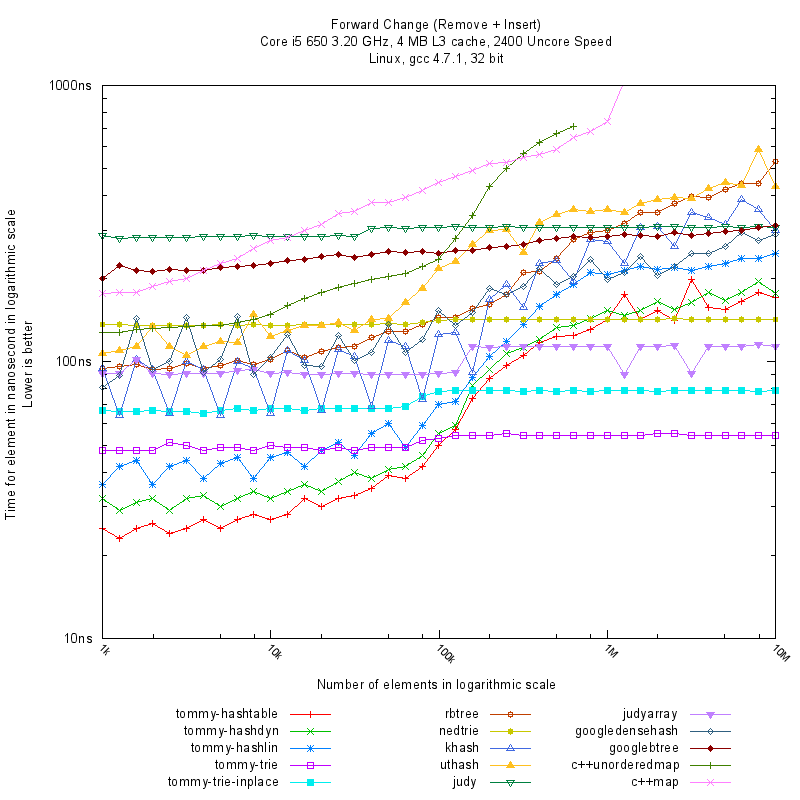 Forward Change (Remove + Insert)
Core i5 650 3.20 GHz, 4 MB L3 cache, 2400 Uncore Speed
Linux, gcc 4.7.1, 32 bit
1000ns
100ns
10ns
Time for element in nanosecond in logarithmic scale
Lower is better
1k
10k
100k
1M
10M
Number of elements in logarithmic scale
tommy-hashtable
tommy-hashdyn
tommy-hashlin
tommy-trie
tommy-trie-inplace
rbtree
nedtrie
khash
uthash
judy
judyarray
googledensehash
googlebtree
c++unorderedmap
c++map